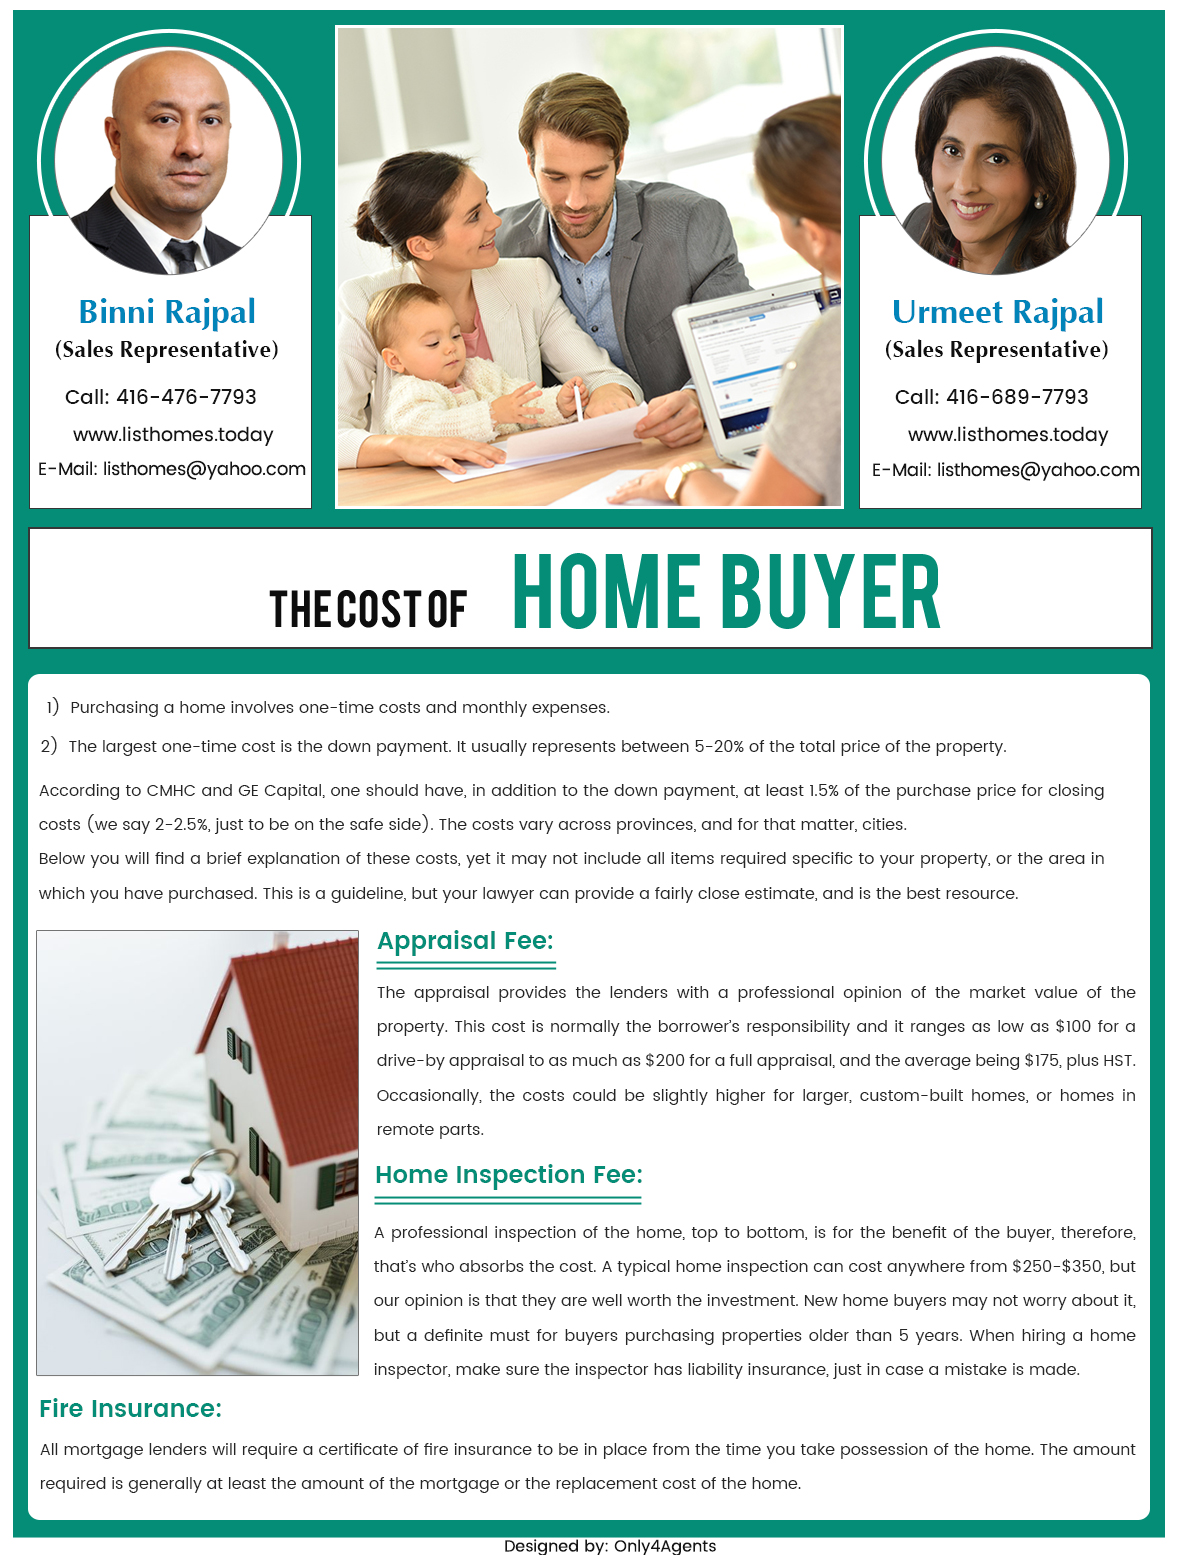 Binni Rajpal
(Sales Representative)
Call: 416-476-7793
www.listhomes.today
E-Mail: listhomes@yahoo.com
Urmeet Rajpal
(Sales Representative)
Call: 416-689-7793
www.listhomes.today
E-Mail: listhomes@yahoo.com
THE COST OF HOME BUYER
1) Purchasing a home involves one-time costs and monthly expenses.
2) The largest one-time cost is the down payment. It usually represents between 5-20% of the total price of the property.
According to CMHC and GE Capital, one should have, in addition to the down payment, at least 1.5% of the purchase price for closing
costs (we say 2-2.5%, just to be on the safe side). The costs vary across provinces, and for that matter, cities.
Below you will find a brief explanation of these costs, yet it may not include all items required specific to your property, or the area in
which you have purchased. This is a guideline, but your lawyer can provide a fairly close estimate, and is the best resource.
Appraisal Fee:
The appraisal provides the lenders with a professional opinion of the market value of the
property. This cost is normally the borrower's responsibility and it ranges as low as $100 for a
drive-by appraisal to as much as $200 for a full appraisal, and the average being $175, plus HST.
Occasionally, the costs could be slightly higher for larger, custom-built homes, or homes in
remote parts.
Home Inspection Fee:
A professional inspection of the home, top to bottom, is for the benefit of the buyer, therefore,
that's who absorbs the cost. A typical home inspection can cost anywhere from $250-$350, but
our opinion is that they are well worth the investment. New home buyers may not worry about it,
but a definite must for buyers purchasing properties older than 5 years. When hiring a home
inspector, make sure the inspector has liability insurance, just in case a mistake is made.
Fire Insurance:
All mortgage lenders will require a certificate of fire insurance to be in place from the time you take possession of the home. The amount
required is generally at least the amount of the mortgage or the replacement cost of the home.
Designed by: Only4Agents